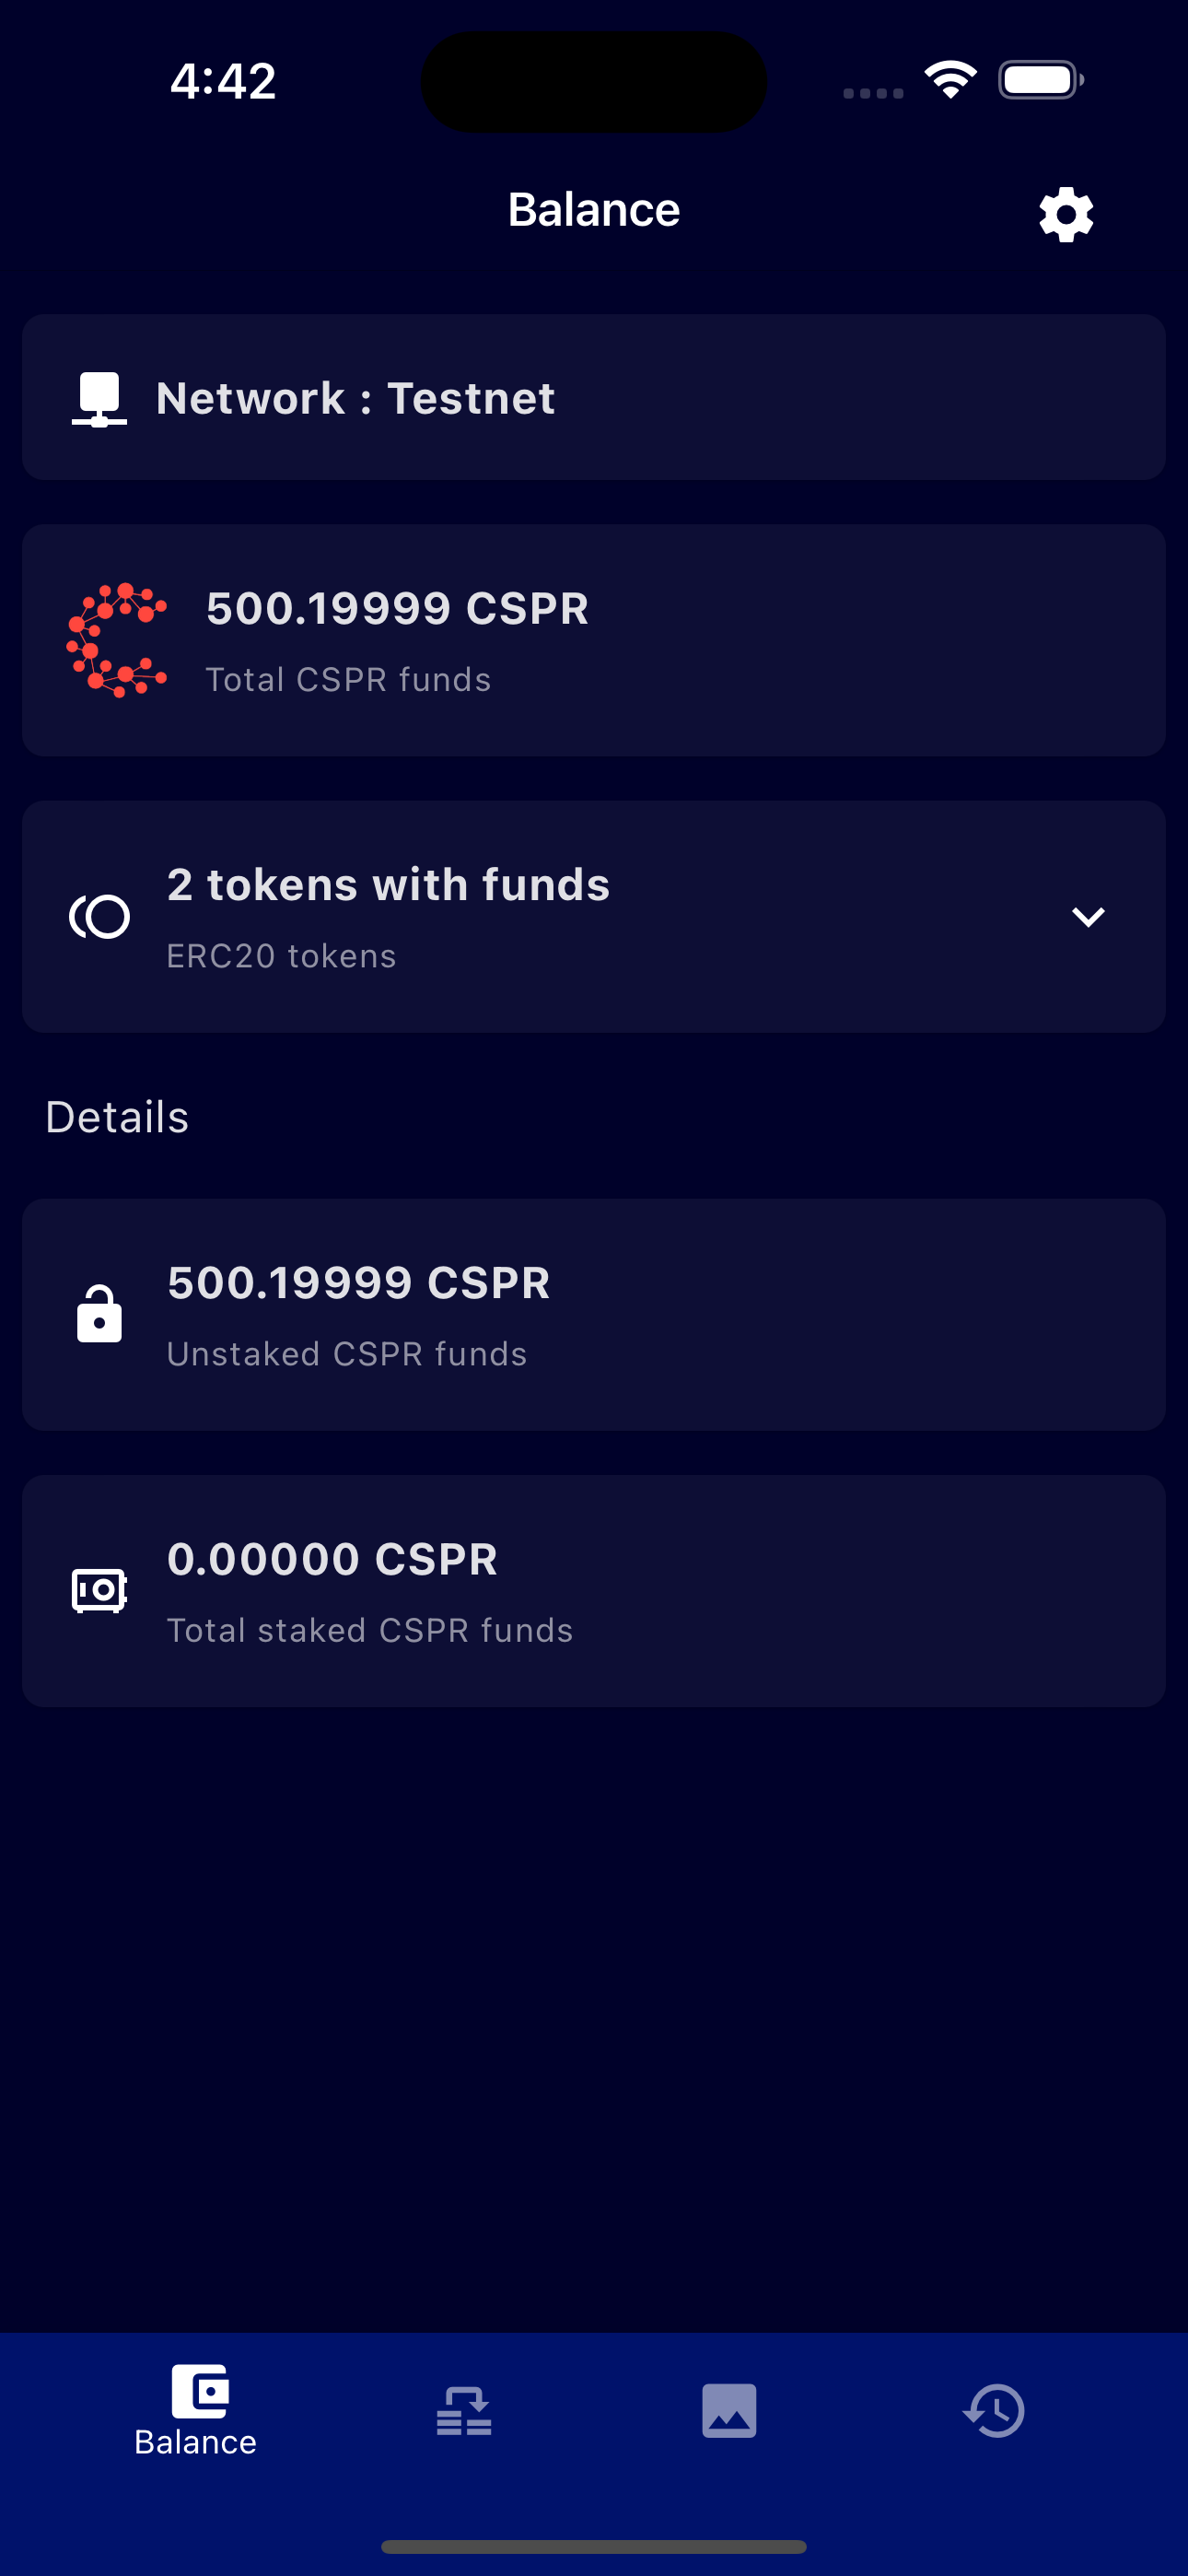 4:42
Balance
Network : Testnet
500.19999 CSPR
Total CSPR funds
2 tokens with funds
ERC20 tokens
Details
500.19999 CSPR
Unstaked CSPR funds
0.00000 CSPR
Total staked CSPR funds
Balance